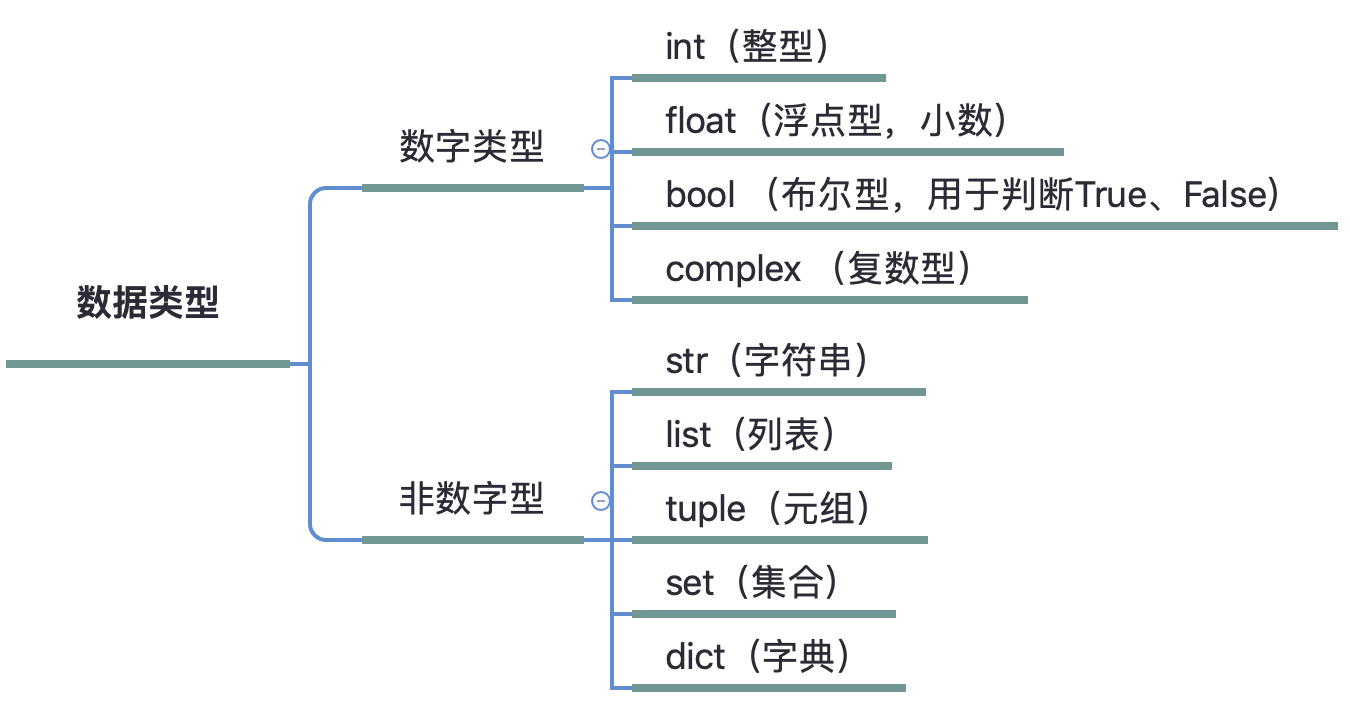 数据类型
数字类型
int（整型）
float（浮点型，小数）
bool （布尔型，用于判断True、False）
complex （复数型）
非数字型
str（字符串）
list（列表）
tuple（元组）
set（集合）
dict（字典）